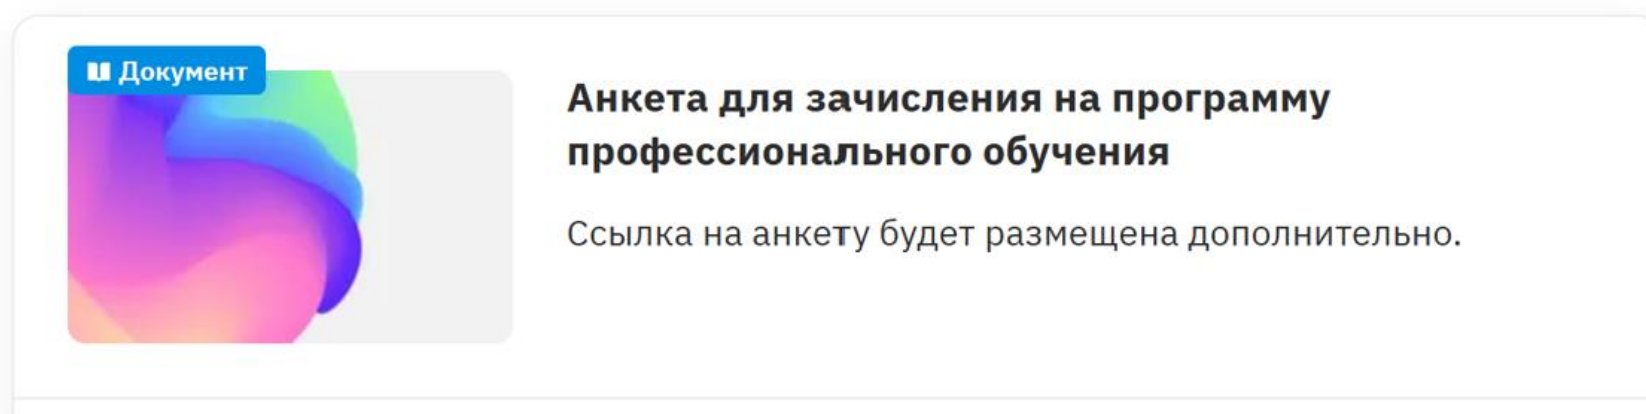 Документ
Анкета для зачисления на программу
профессионального обучения
Ссылка на анкету будет размещена дополнительно.